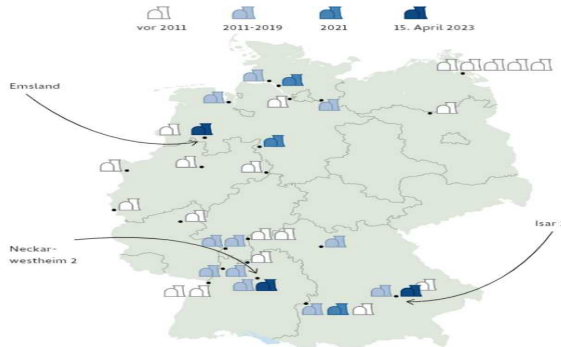 vor 2011
2011-2019
2021
15. April 2023
Emsland
Isar
Neckar-
westheim 2